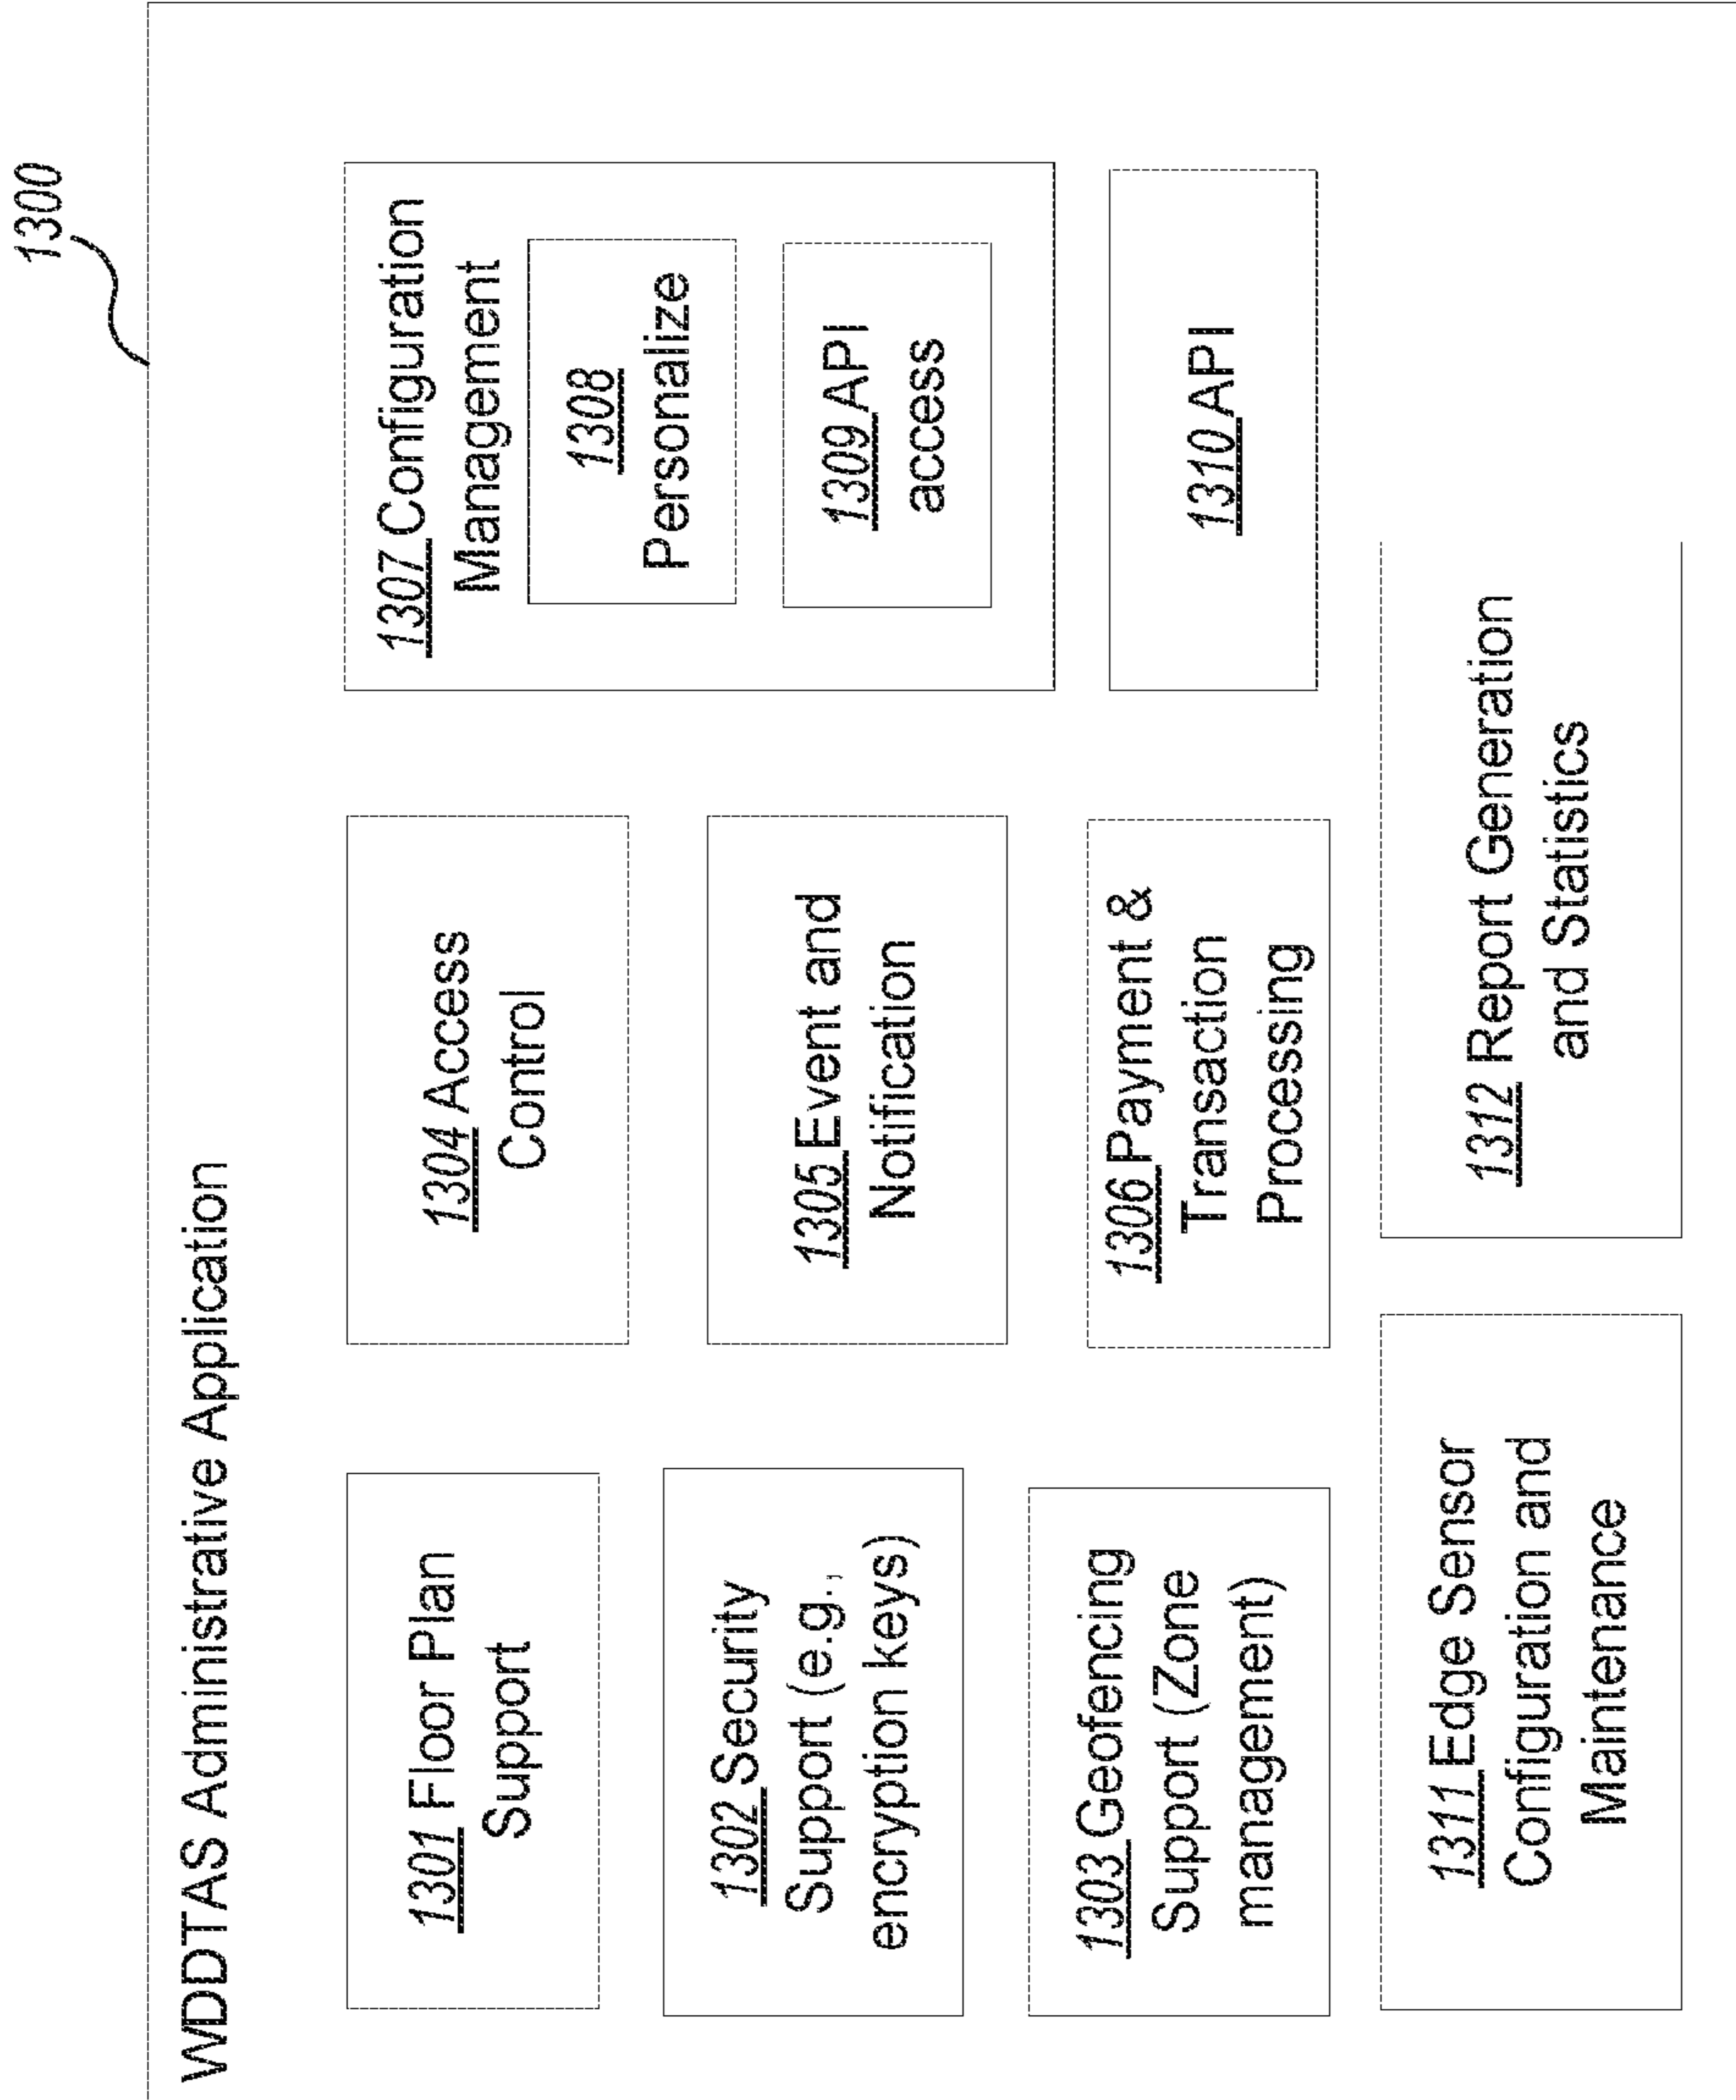 1300
WDDTAS Administrative Application
1301 Floor Plan
Support
1302 Security
Support (e.g.,
encryption keys)
1303 Geofencing
Support (Zone
management)
1304 Access
Control
1305 Event and
Notification
1306 Payment &
Transaction
Processing
1307 Configuration
Management
1308
Personalize
1309 API
access
1310 API
1311 Edge Sensor
Configuration and
Maintenance
1312 Report Generation
and Statistics